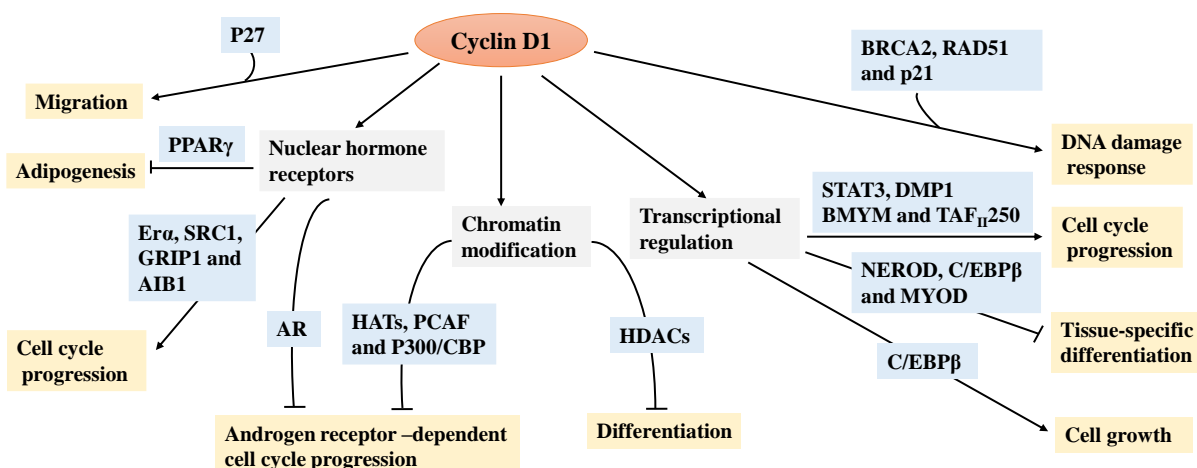 Cyclin D1
P27
BRCA2, RAD51
and p21
Migration
PPARγ
Nuclear hormone
receptors
Adipogenesis
DNA damage
response
STAT3, DMP1
BMYM and TAFII250
Transcriptional
regulation
Chromatin
modification
Cell cycle
progression
Erα, SRC1,
GRIP1 and
AIB1
NEROD, C/EBPβ
and MYOD
AR
HATs, PCAF
and P300/CBP
HDACs
Tissue-specific
differentiation
Cell cycle
progression
C/EBPβ
Androgen receptor –dependent
cell cycle progression
Differentiation
Cell growth